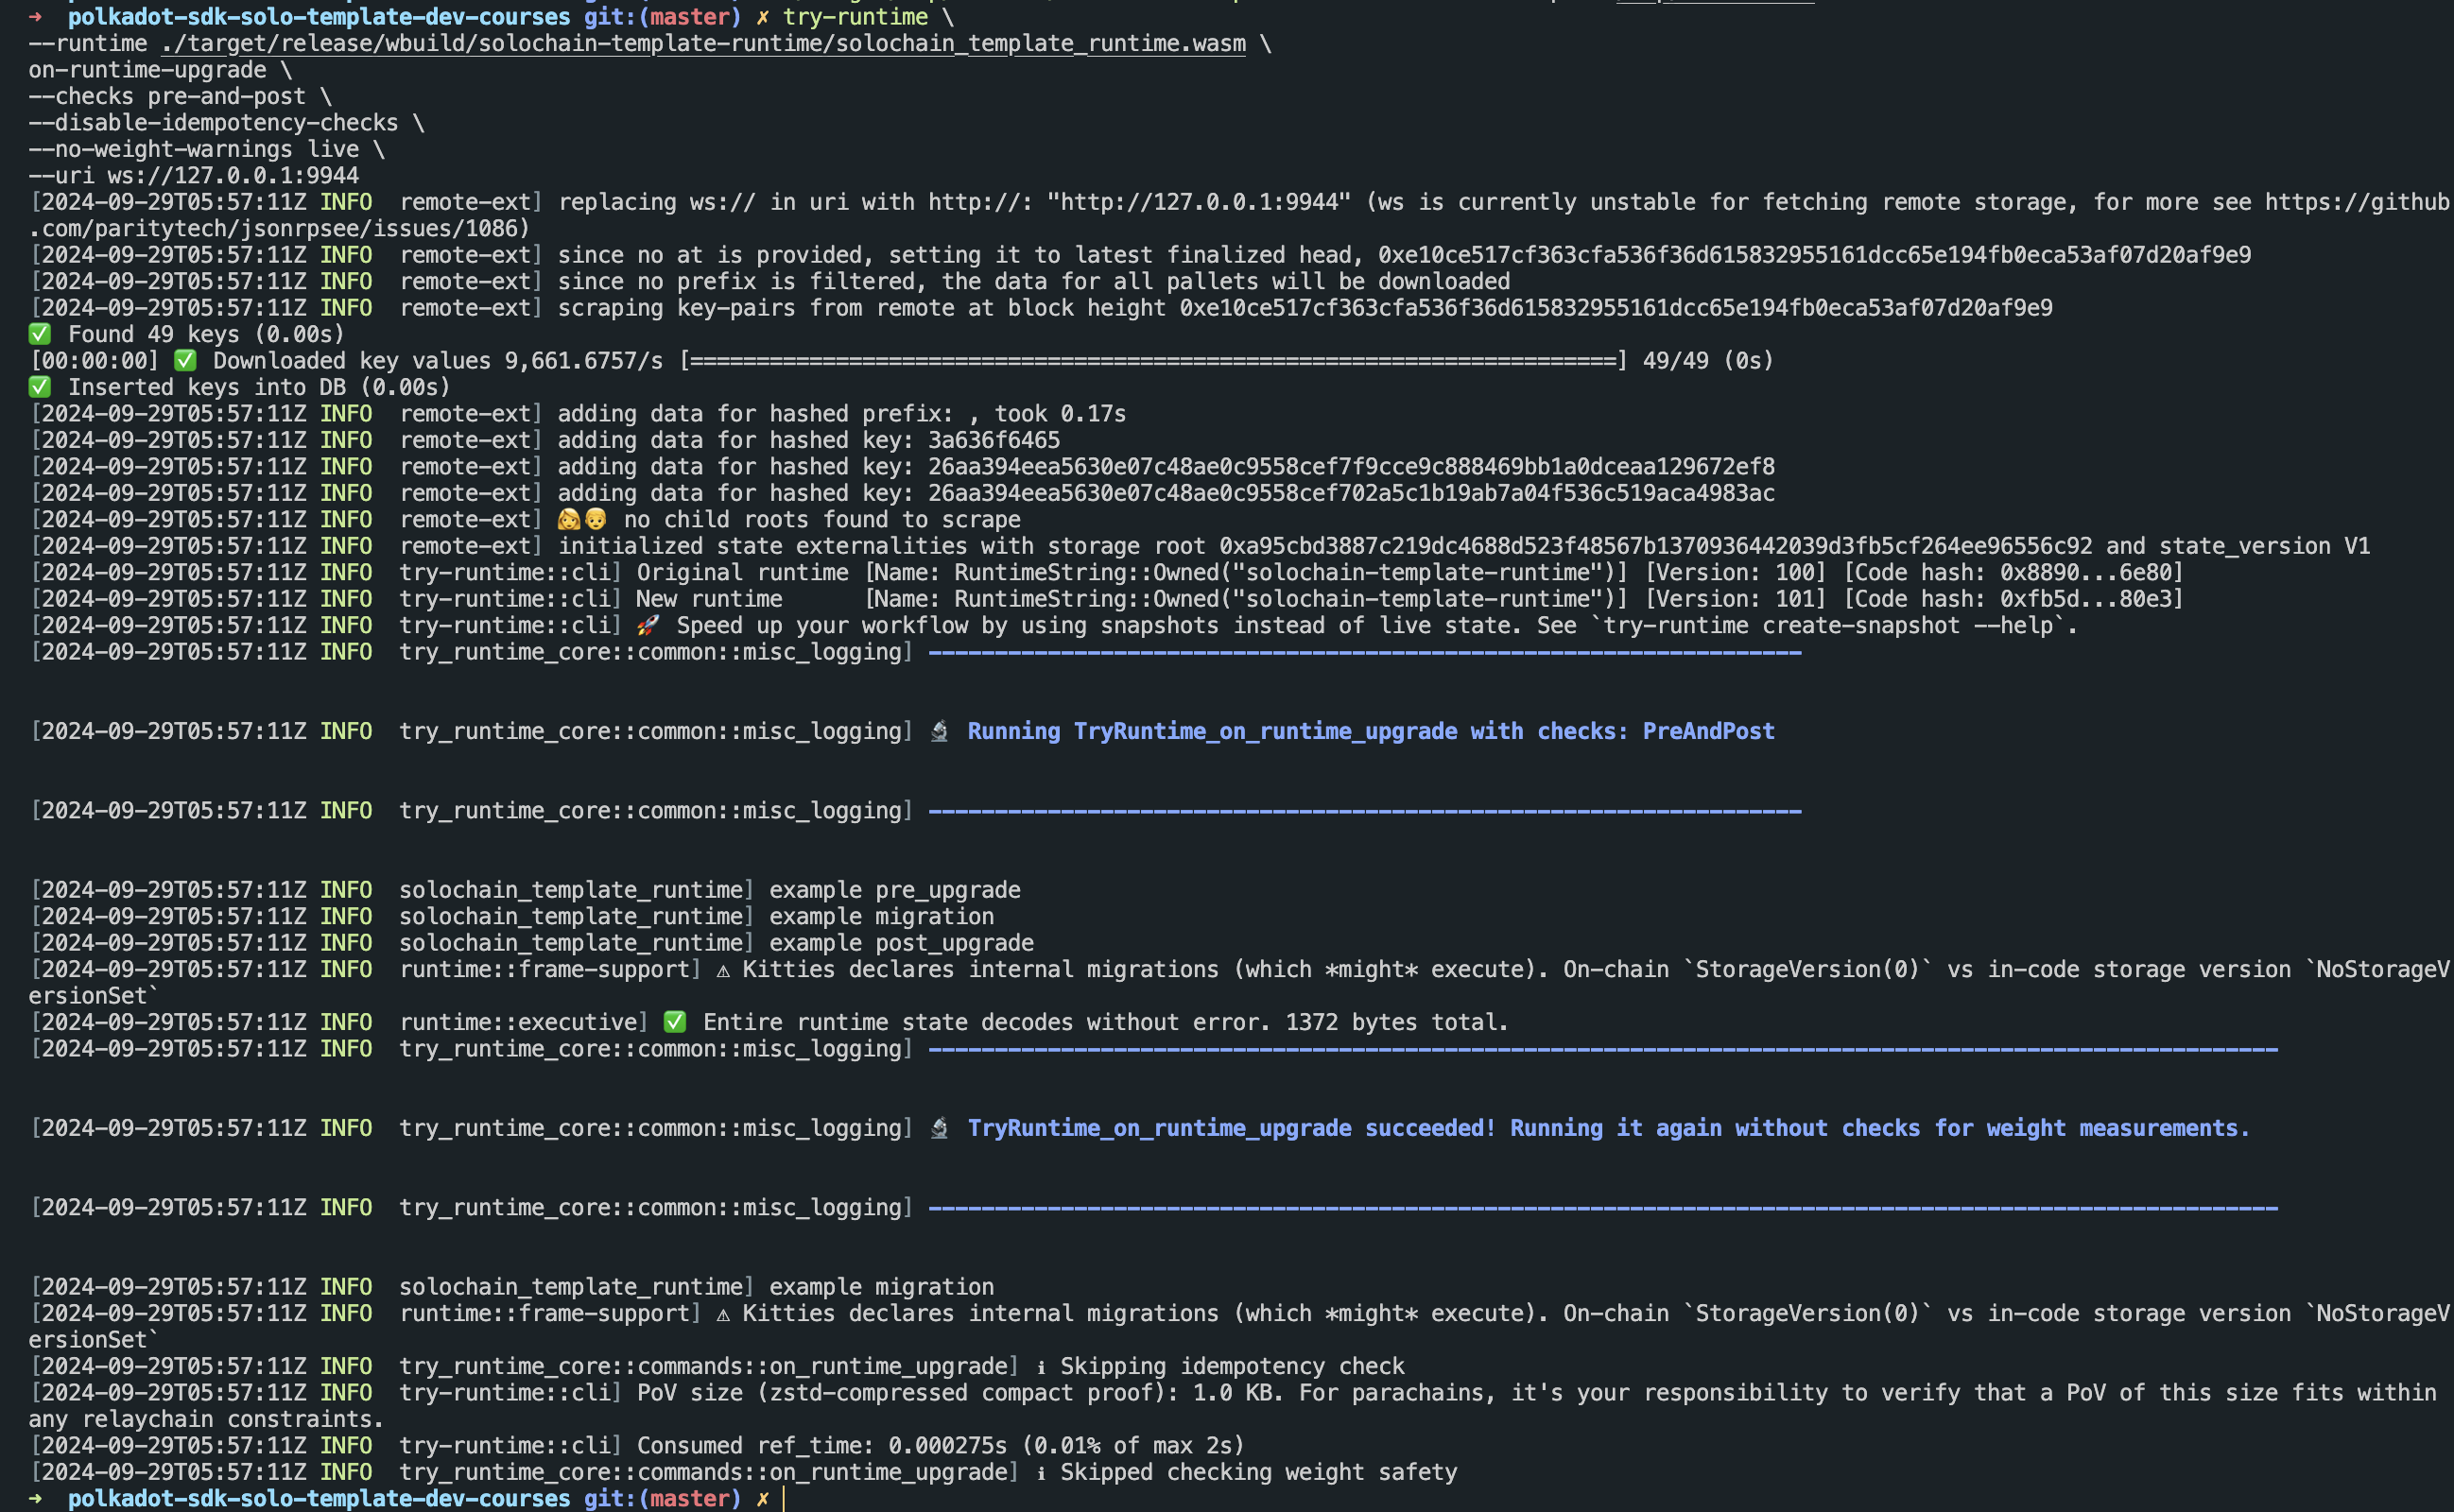 ➜  polkadot-sdk-solo-template-dev-courses git:(master) ✗ try-runtime \
--runtime ./target/release/wbuild/solochain-template-runtime/solochain_template_runtime.wasm \
on-runtime-upgrade \
--checks pre-and-post \
--disable-idempotency-checks \
--no-weight-warnings live \
--uri ws://127.0.0.1:9944
[2024-09-29T05:57:11Z INFO  remote-ext] replacing ws:// in uri with http://: "http://127.0.0.1:9944" (ws is currently unstable for fetching remote storage, for more see https://github
.com/paritytech/jsonrpsee/issues/1086)
[2024-09-29T05:57:11Z INFO  remote-ext] since no at is provided, setting it to latest finalized head, 0xe10ce517cf363cfa536f36d615832955161dcc65e194fb0eca53af07d20af9e9
[2024-09-29T05:57:11Z INFO  remote-ext] since no prefix is filtered, the data for all pallets will be downloaded
[2024-09-29T05:57:11Z INFO  remote-ext] scraping key-pairs from remote at block height 0xe10ce517cf363cfa536f36d615832955161dcc65e194fb0eca53af07d20af9e9
✅ Found 49 keys (0.00s)
[00:00:00] ✅ Downloaded key values 9,661.6757/s [======================================================================] 49/49 (0s)
✅ Inserted keys into DB (0.00s)
[2024-09-29T05:57:11Z INFO  remote-ext] adding data for hashed prefix: , took 0.17s
[2024-09-29T05:57:11Z INFO  remote-ext] adding data for hashed key: 3a636f6465
[2024-09-29T05:57:11Z INFO  remote-ext] adding data for hashed key: 26aa394eea5630e07c48ae0c9558cef7f9cce9c888469bb1a0dceaa129672ef8
[2024-09-29T05:57:11Z INFO  remote-ext] adding data for hashed key: 26aa394eea5630e07c48ae0c9558cef702a5c1b19ab7a04f536c519aca4983ac
[2024-09-29T05:57:11Z INFO  remote-ext] 👩👦 no child roots found to scrape
[2024-09-29T05:57:11Z INFO  remote-ext] initialized state externalities with storage root 0xa95cbd3887c219dc4688d523f48567b1370936442039d3fb5cf264ee96556c92 and state_version V1
[2024-09-29T05:57:11Z INFO  try-runtime::cli] Original runtime [Name: RuntimeString::Owned("solochain-template-runtime")] [Version: 100] [Code hash: 0x8890...6e80]
[2024-09-29T05:57:11Z INFO  try-runtime::cli] New runtime      [Name: RuntimeString::Owned("solochain-template-runtime")] [Version: 101] [Code hash: 0xfb5d...80e3]
[2024-09-29T05:57:11Z INFO  try-runtime::cli] 🚀 Speed up your workflow by using snapshots instead of live state. See `try-runtime create-snapshot --help`.
[2024-09-29T05:57:11Z INFO  try_runtime_core::common::misc_logging] ------------------------------------------------------------------
[2024-09-29T05:57:11Z INFO  try_runtime_core::common::misc_logging] 🔬 Running TryRuntime_on_runtime_upgrade with checks: PreAndPost
[2024-09-29T05:57:11Z INFO  try_runtime_core::common::misc_logging] ------------------------------------------------------------------
[2024-09-29T05:57:11Z INFO  solochain_template_runtime] example pre_upgrade
[2024-09-29T05:57:11Z INFO  solochain_template_runtime] example migration
[2024-09-29T05:57:11Z INFO  solochain_template_runtime] example post_upgrade
[2024-09-29T05:57:11Z INFO  runtime::frame-support] ⚠ Kitties declares internal migrations (which *might* execute). On-chain `StorageVersion(0)` vs in-code storage version `NoStorageV
ersionSet`
[2024-09-29T05:57:11Z INFO  runtime::executive] ✅ Entire runtime state decodes without error. 1372 bytes total.
[2024-09-29T05:57:11Z INFO  try_runtime_core::common::misc_logging] ------------------------------------------------------------------------------------------------------
[2024-09-29T05:57:11Z INFO  try_runtime_core::common::misc_logging] 🔬 TryRuntime_on_runtime_upgrade succeeded! Running it again without checks for weight measurements.
[2024-09-29T05:57:11Z INFO  try_runtime_core::common::misc_logging] ------------------------------------------------------------------------------------------------------
[2024-09-29T05:57:11Z INFO  solochain_template_runtime] example migration
[2024-09-29T05:57:11Z INFO  runtime::frame-support] ⚠ Kitties declares internal migrations (which *might* execute). On-chain `StorageVersion(0)` vs in-code storage version `NoStorageV
ersionSet`
[2024-09-29T05:57:11Z INFO  try_runtime_core::commands::on_runtime_upgrade] ℹ Skipping idempotency check
[2024-09-29T05:57:11Z INFO  try-runtime::cli] PoV size (zstd-compressed compact proof): 1.0 KB. For parachains, it's your responsibility to verify that a PoV of this size fits within
any relaychain constraints.
[2024-09-29T05:57:11Z INFO  try-runtime::cli] Consumed ref_time: 0.000275s (0.01% of max 2s)
[2024-09-29T05:57:11Z INFO  try_runtime_core::commands::on_runtime_upgrade] ℹ Skipped checking weight safety
➜  polkadot-sdk-solo-template-dev-courses git:(master) ✗